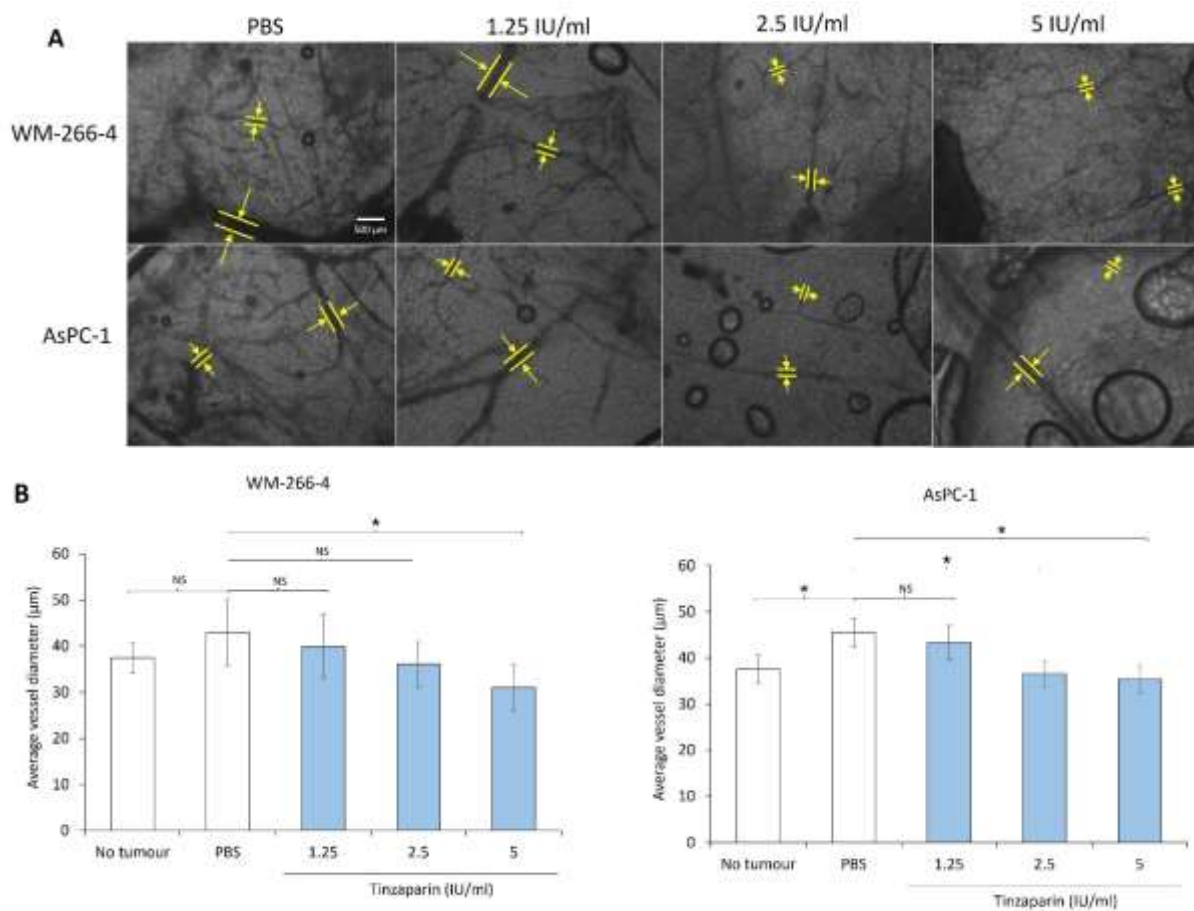 A
PBS
1.25 IU/ml
2.5 IU/ml
5 IU/ml
WM-266-4
500 µm
AsPC-1
B
WM-266-4
*
NS
NS
NS
60
50
40
30
20
10
0
Average vessel diameter (µm)
No tumour
PBS
1.25
2.5
5
Tinzaparin (IU/ml)
AsPC-1
*
*
*
NS
60
50
40
30
20
10
0
Average vessel diameter (µm)
No tumour
PBS
1.25
2.5
5
Tinzaparin (IU/ml)